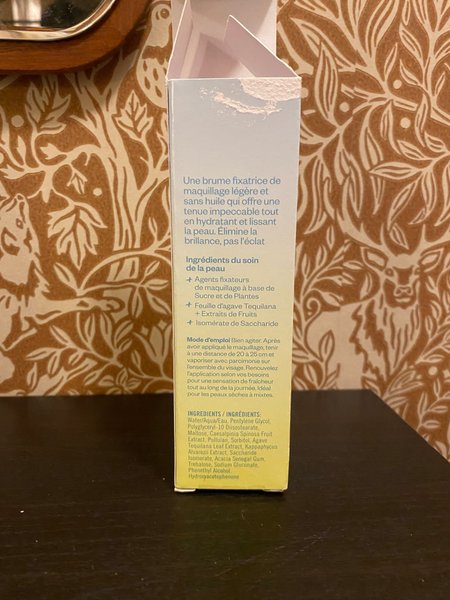 Une brume fixatrice de
maquillage légère et
sans huile qui offre une
tenue impeccable tout
en hydratant et lissant
la peau. Élimine la
brillance, pas l'éclat
Ingrédients du soin
de la peau
+ Agents fixateurs
de maquillage à base de
Sucre et de Plantes
+ Feuille d'agave Tequilana
+ Extraits de Fruits
+ Isomérate de Saccharide
Mode d'emploi Bien agiter. Après
avoir appliqué le maquillage, tenir
à une distance de 20 à 25 cm et
vaporiser avec parcimonie sur
l'ensemble du visage. Renouvelez
l'application selon vos besoins
pour une sensation de fraîcheur
tout au long de la journée. Idéal
pour les peaux sèches à mixtes.
INGREDIENTS / INGRÉDIENTS:
Water/Aqua/Eau, Pentylene Glycol,
Polyglyceryl-10 Diisostearate,
Maltose, Caesalpinia Spinosa Fruit
Extract, Pullulan, Sorbitol, Agave
Tequilana Leaf Extract, Kappaphycus
Alvarezii Extract, Saccharide
Isomerate, Acacia Senegal Gum,
Trehalose, Sodium Gluconate,
Phenethyl Alcohol
Hydroxyacetophenone